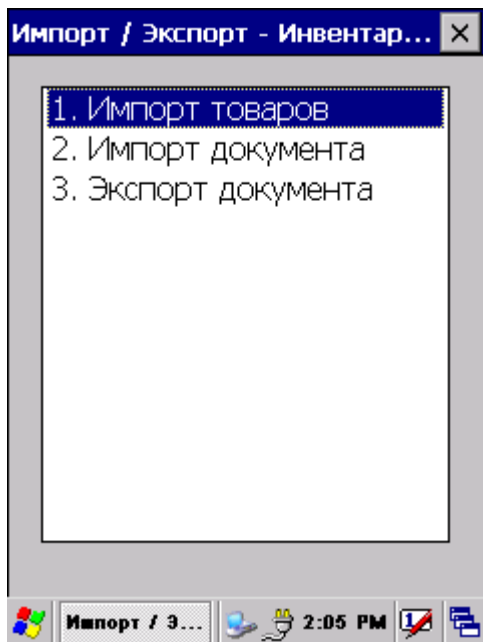 Импорт / Экспорт - Инвентар...
1. Импорт товаров
2. Импорт документа
3. Экспорт документа
Импорт / Э... 2:05 PM